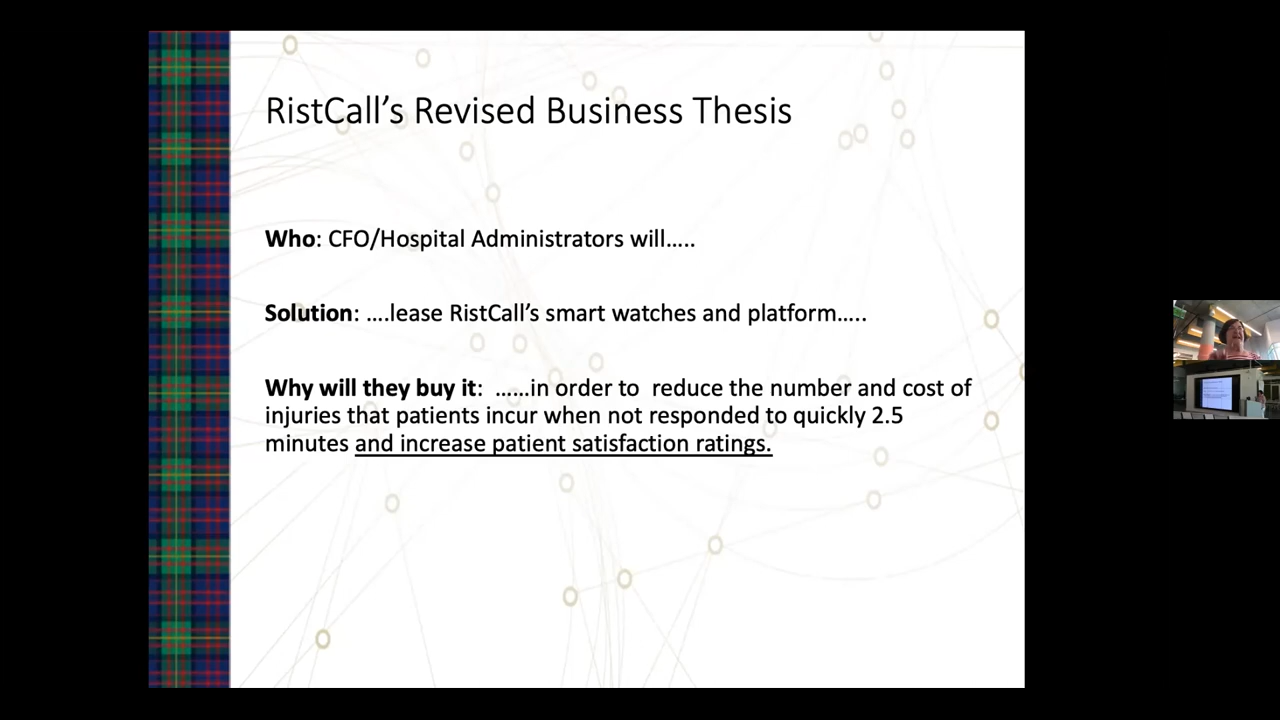 RistCall’s Revised Business Thesis
Who: CFO/Hospital Administrators will…..
Solution: ….lease RistCall’s smart watches and platform…..
Why will they buy it:  ……in order to  reduce the number and cost of
injuries that patients incur when not responded to quickly 2.5
minutes and increase patient satisfaction ratings.